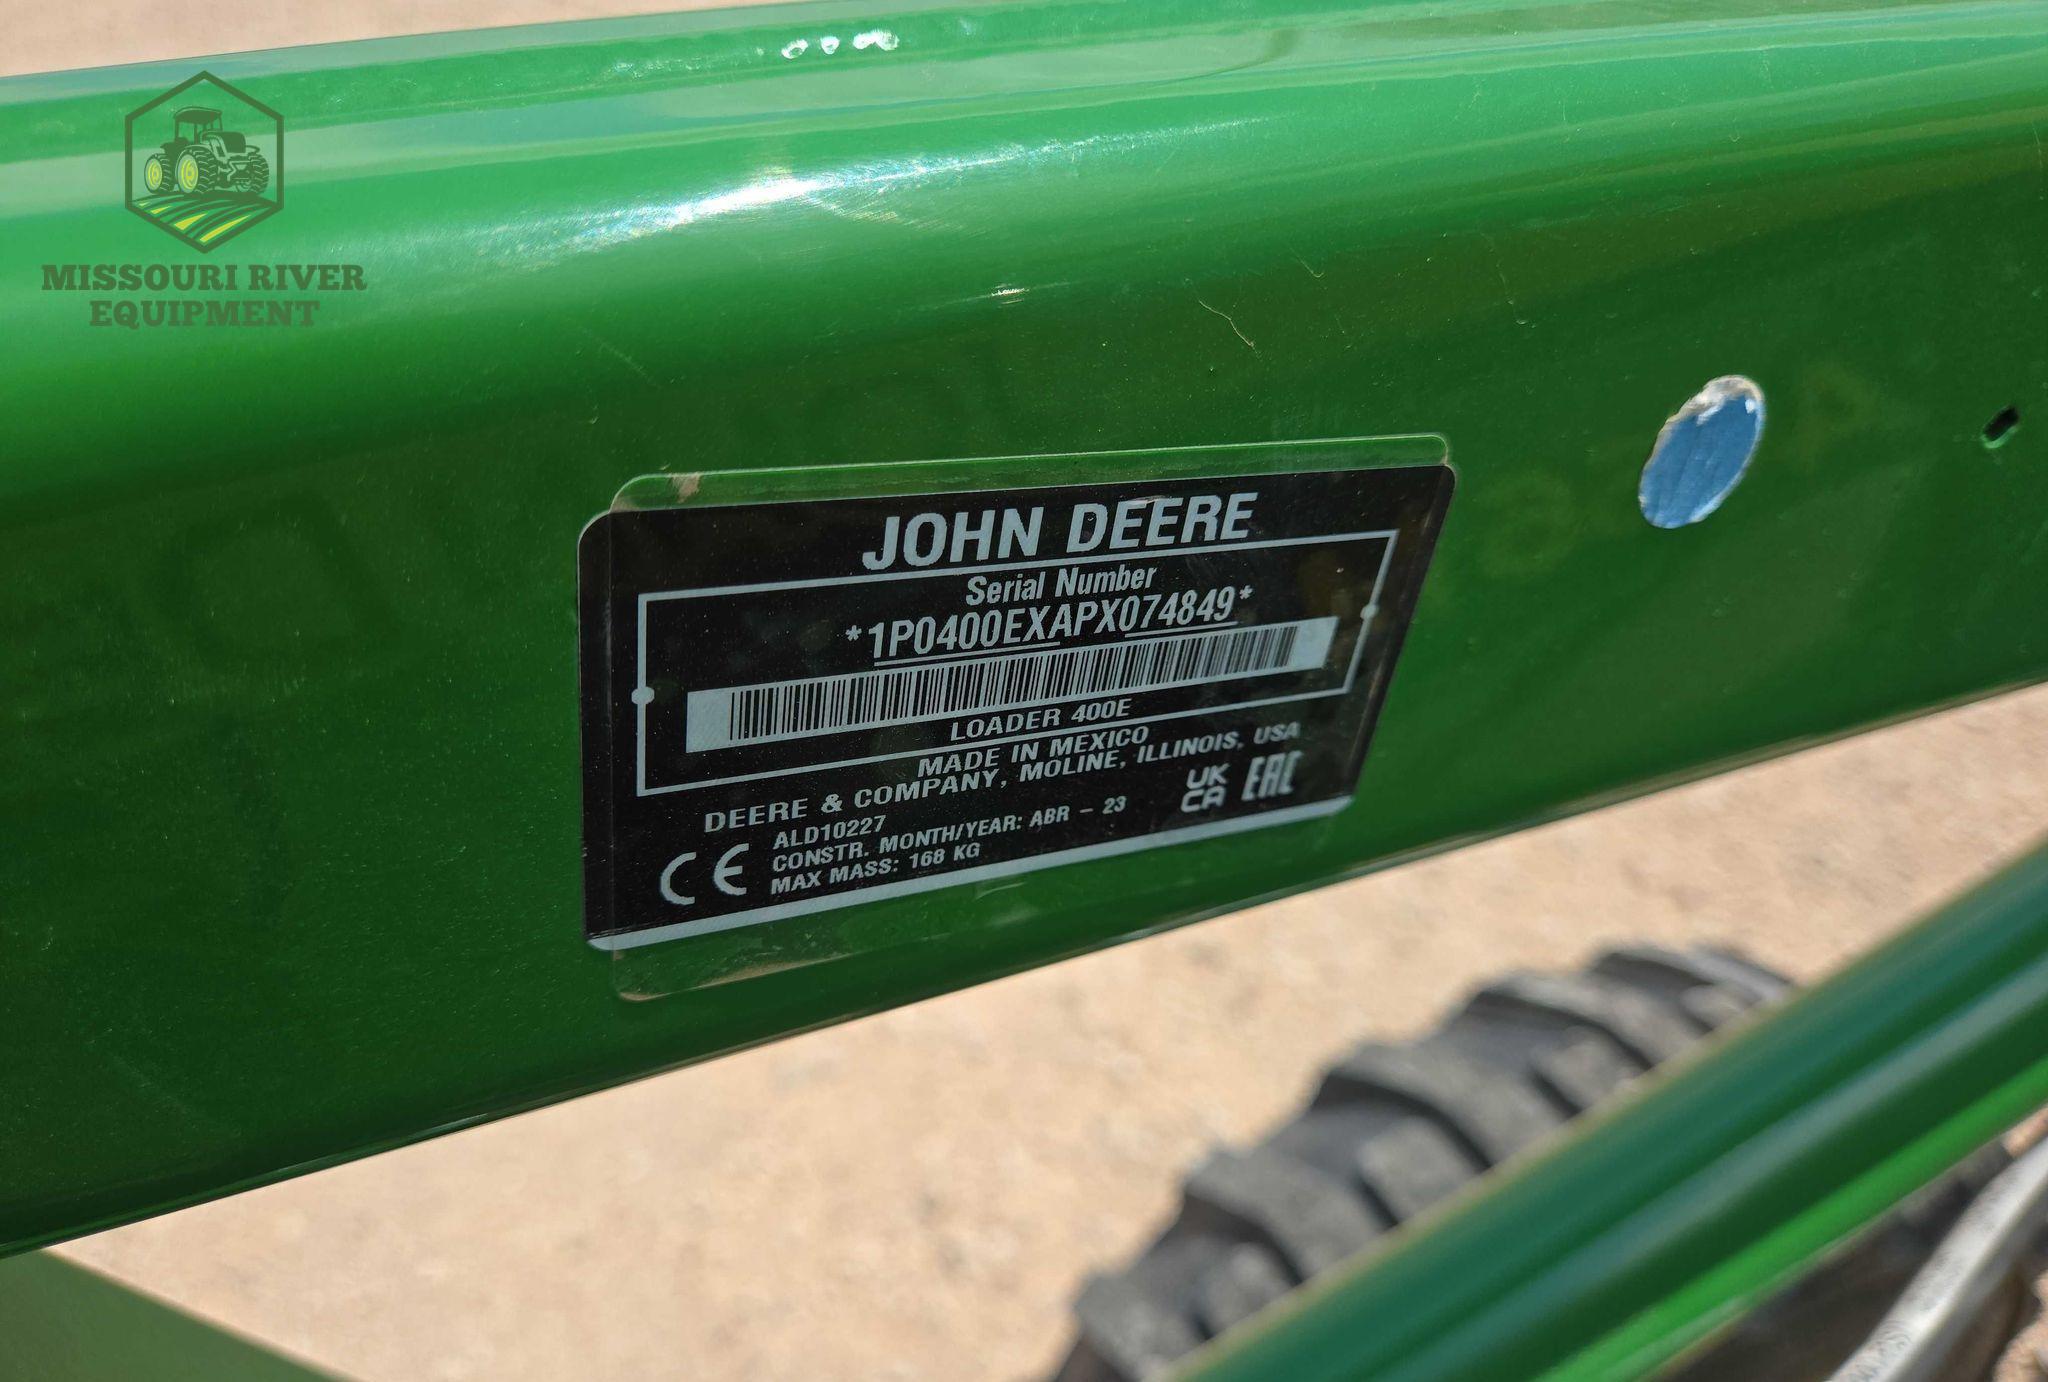 MISSOURI RIVER
EQUIPMENT
JOHN DEERE
Serial Number
*1P0400EXAPX074849*
LOADER 400E
MADE IN MEXICO
DEERE & COMPANY, MOLINE, ILLINOIS, USA
ALD10227
CONSTR. MONTH/YEAR: ABR - 23
MAX MASS: 168 KG
CE
UK
CA
EAC